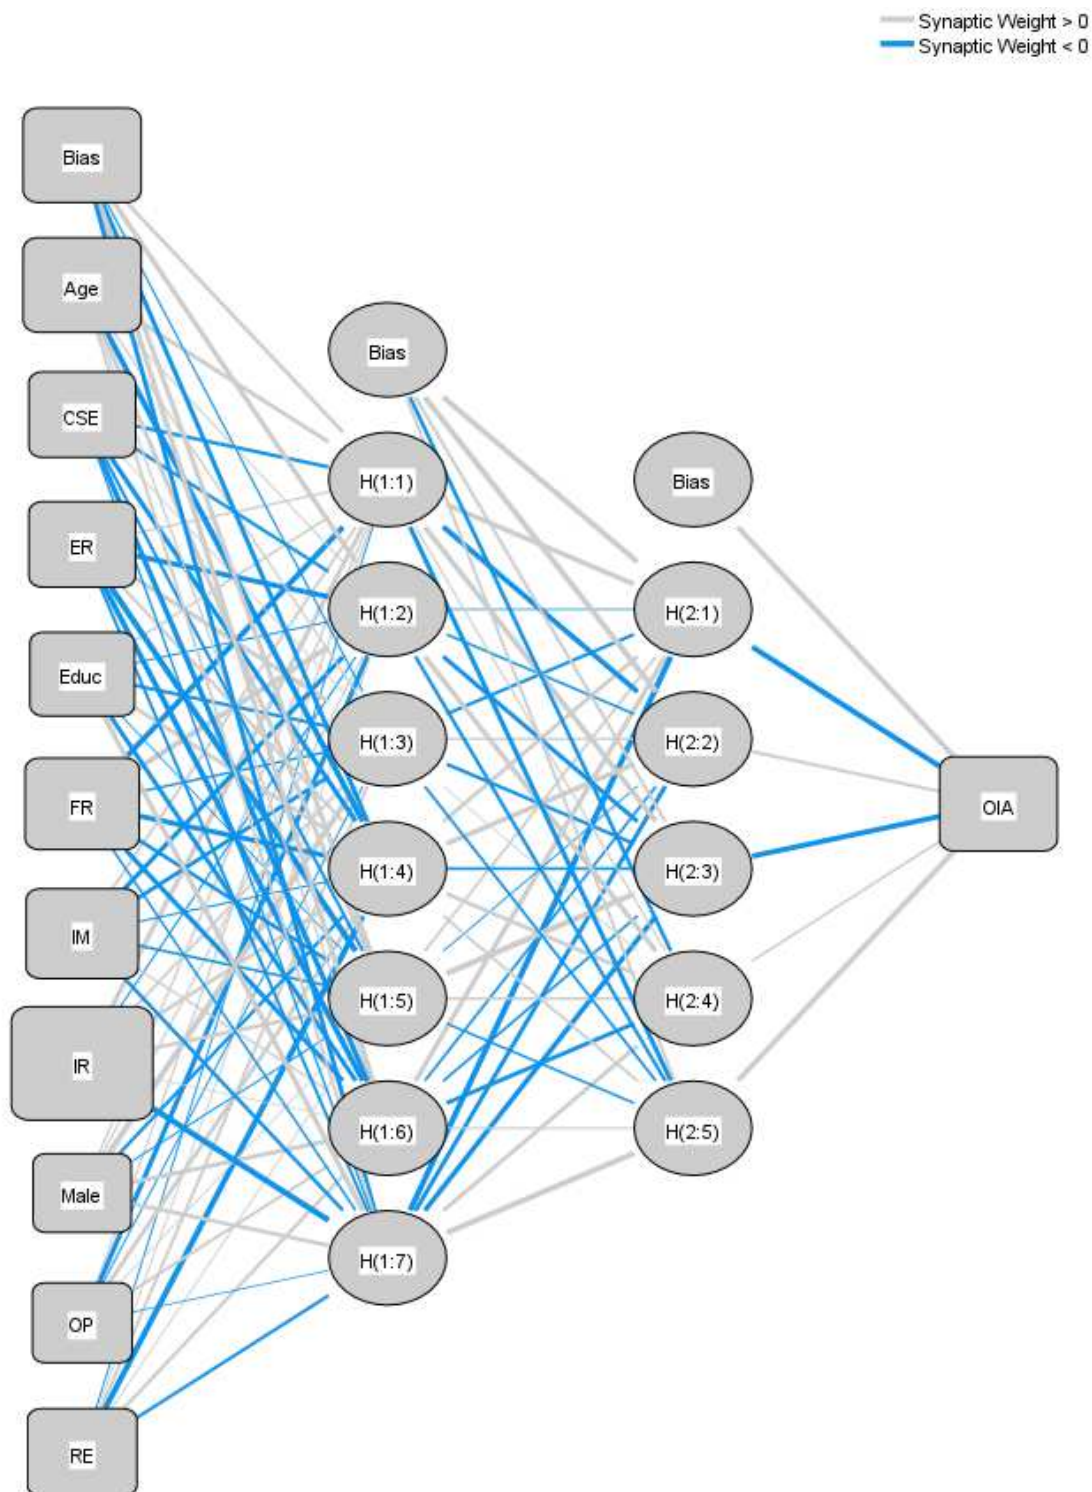 Synaptic Weight > 0
Synaptic Weight < 0
Bias
Age
CSE
ER
Educ
FR
IM
IR
Male
OP
RE
Bias
H(1:1)
H(1:2)
H(1:3)
H(1:4)
H(1:5)
H(1:6)
H(1:7)
Bias
H(2:1)
H(2:2)
H(2:3)
H(2:4)
H(2:5)
OIA